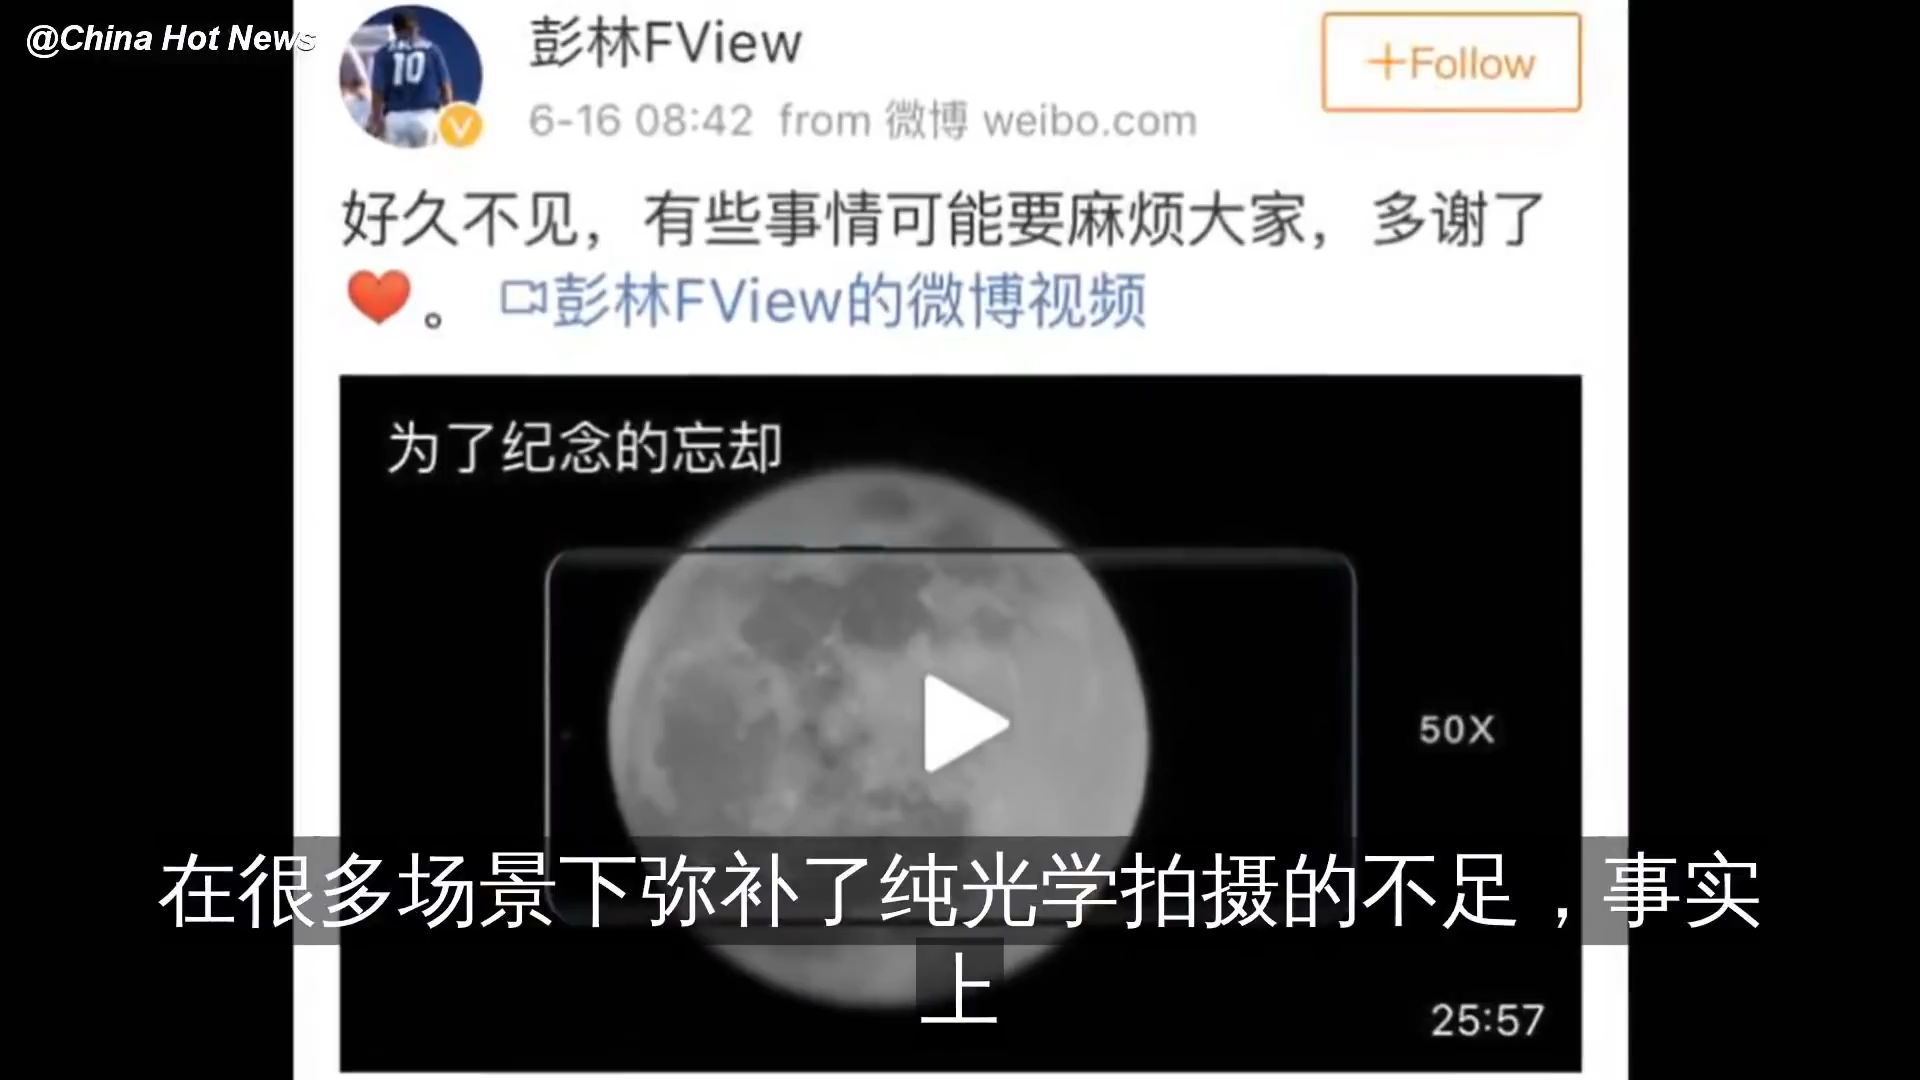 @China Hot News
彭林FView
+Follow
6-16 08:42 from 微博 weibo.com
好久不见，有些事情可能要麻烦大家，多谢了
❤️。彭林FView的微博视频
为了纪念的忘却
50X
在很多场景下弥补了纯光学拍摄的不足，事实
上
25:57
10